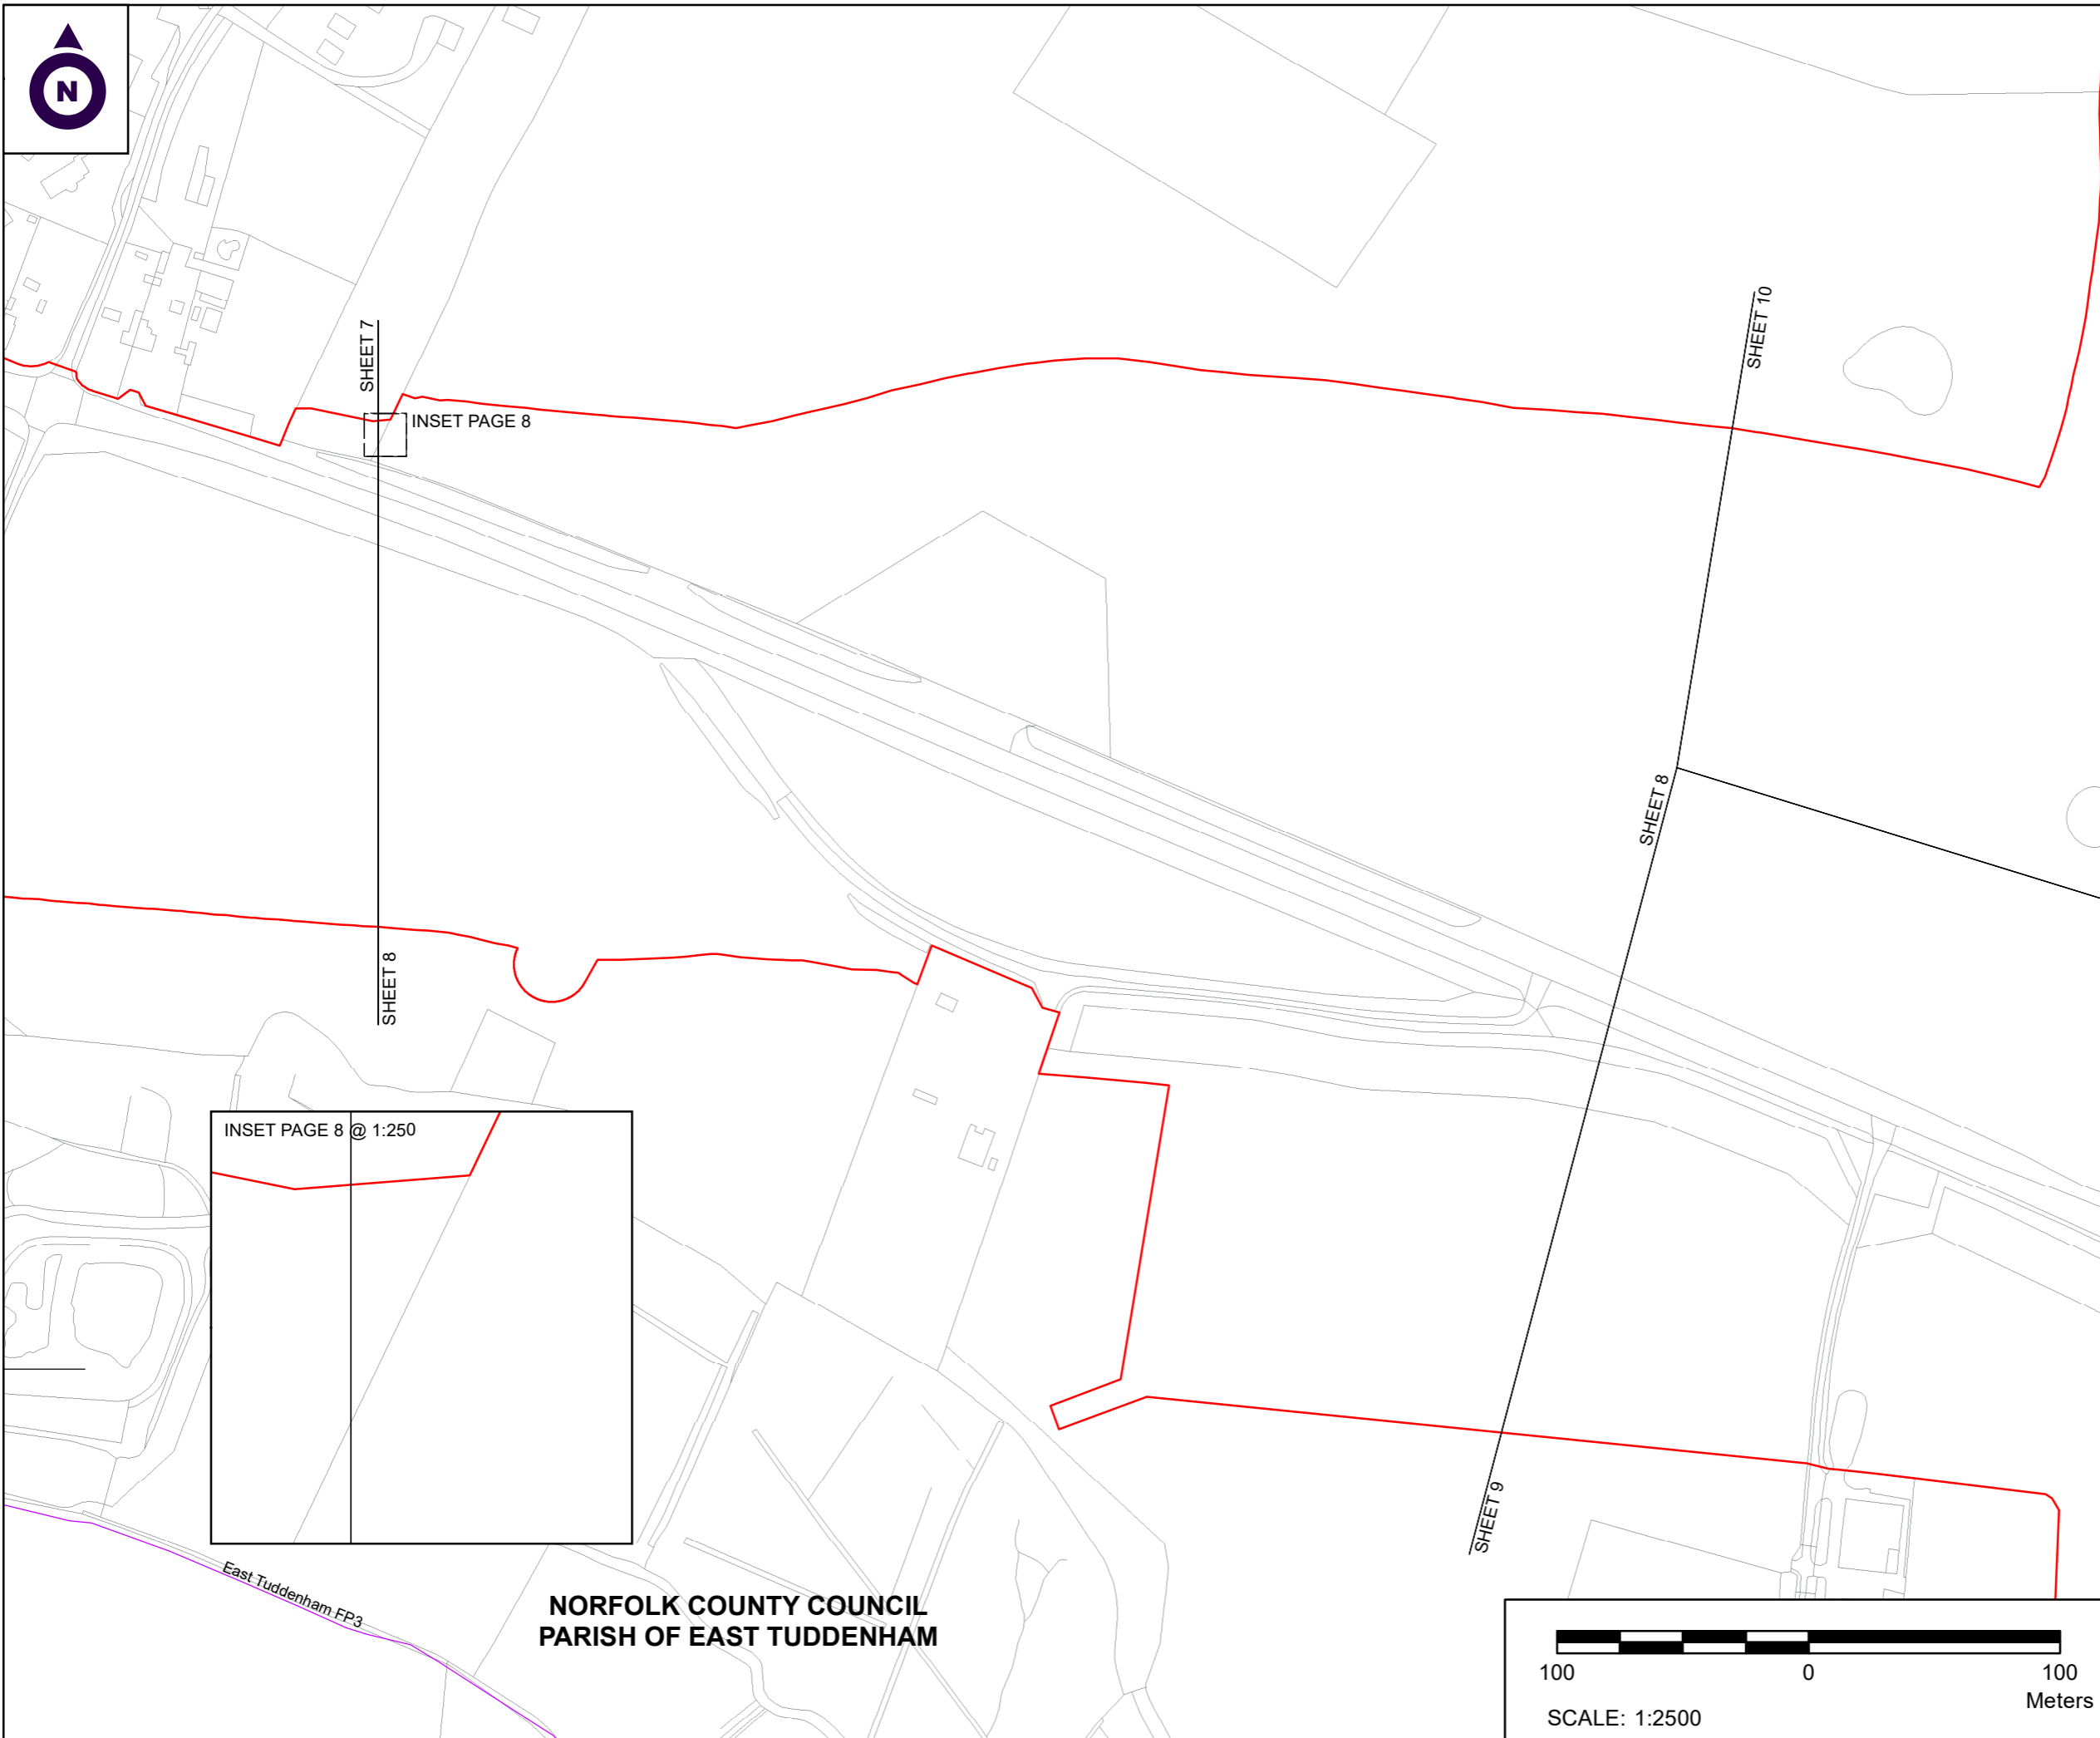 N
SHEET 7
INSET PAGE 8
SHEET 10
SHEET 8
SHEET 8
INSET PAGE 8 @ 1:250
SHEET 9
East Tuddenham FP3
NORFOLK COUNTY COUNCIL
PARISH OF EAST TUDDENHAM
100 0 100
Meters
SCALE: 1:2500